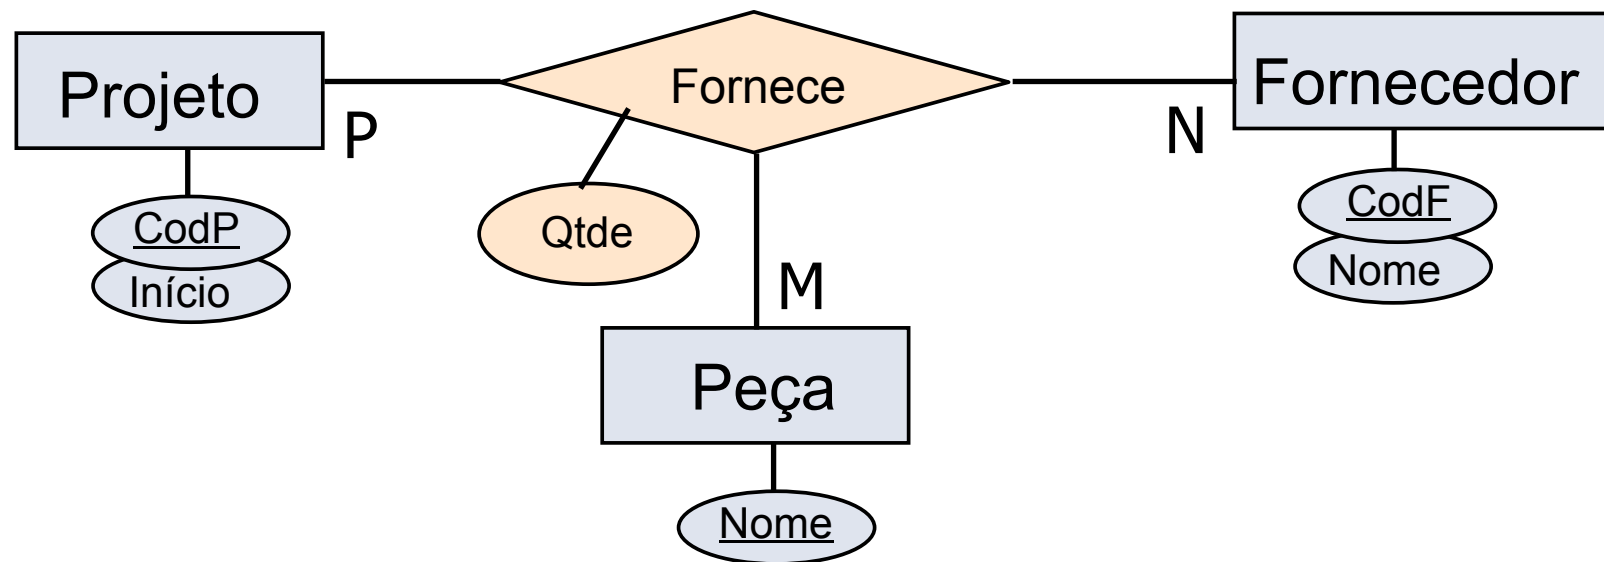 Projeto
Fornece
Fornecedor
P
N
CodP
Início
Qtde
CodF
Nome
M
Peça
Nome